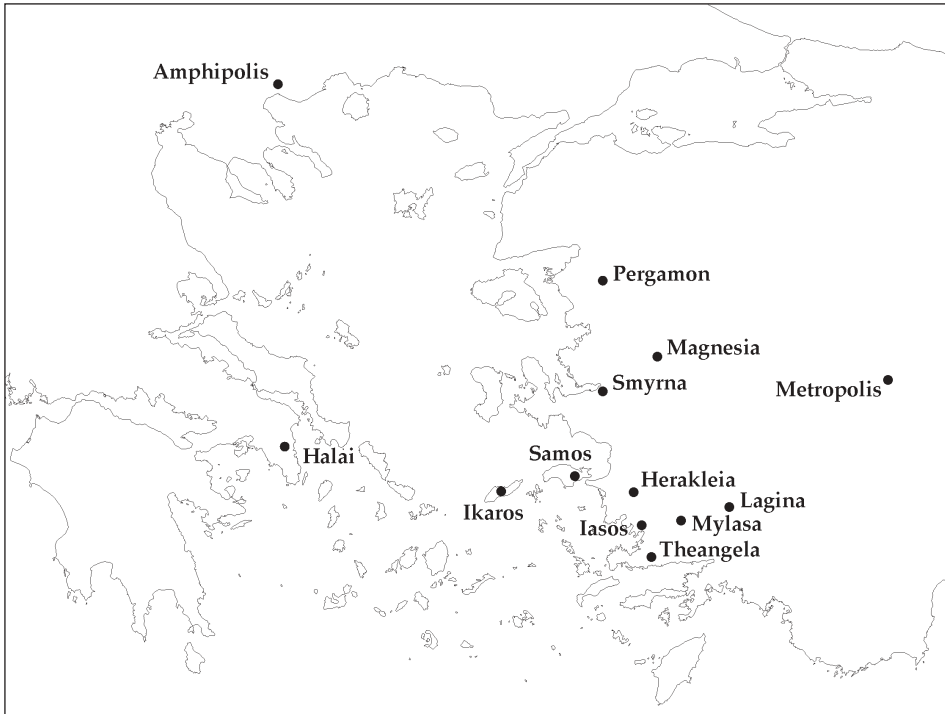 Amphipolis
Pergamon
Magnesia
Smyrna
Metropolis
Halai
Samos
Herakleia
Ikaros
Lagina
Iasos
Mylasa
Theangela